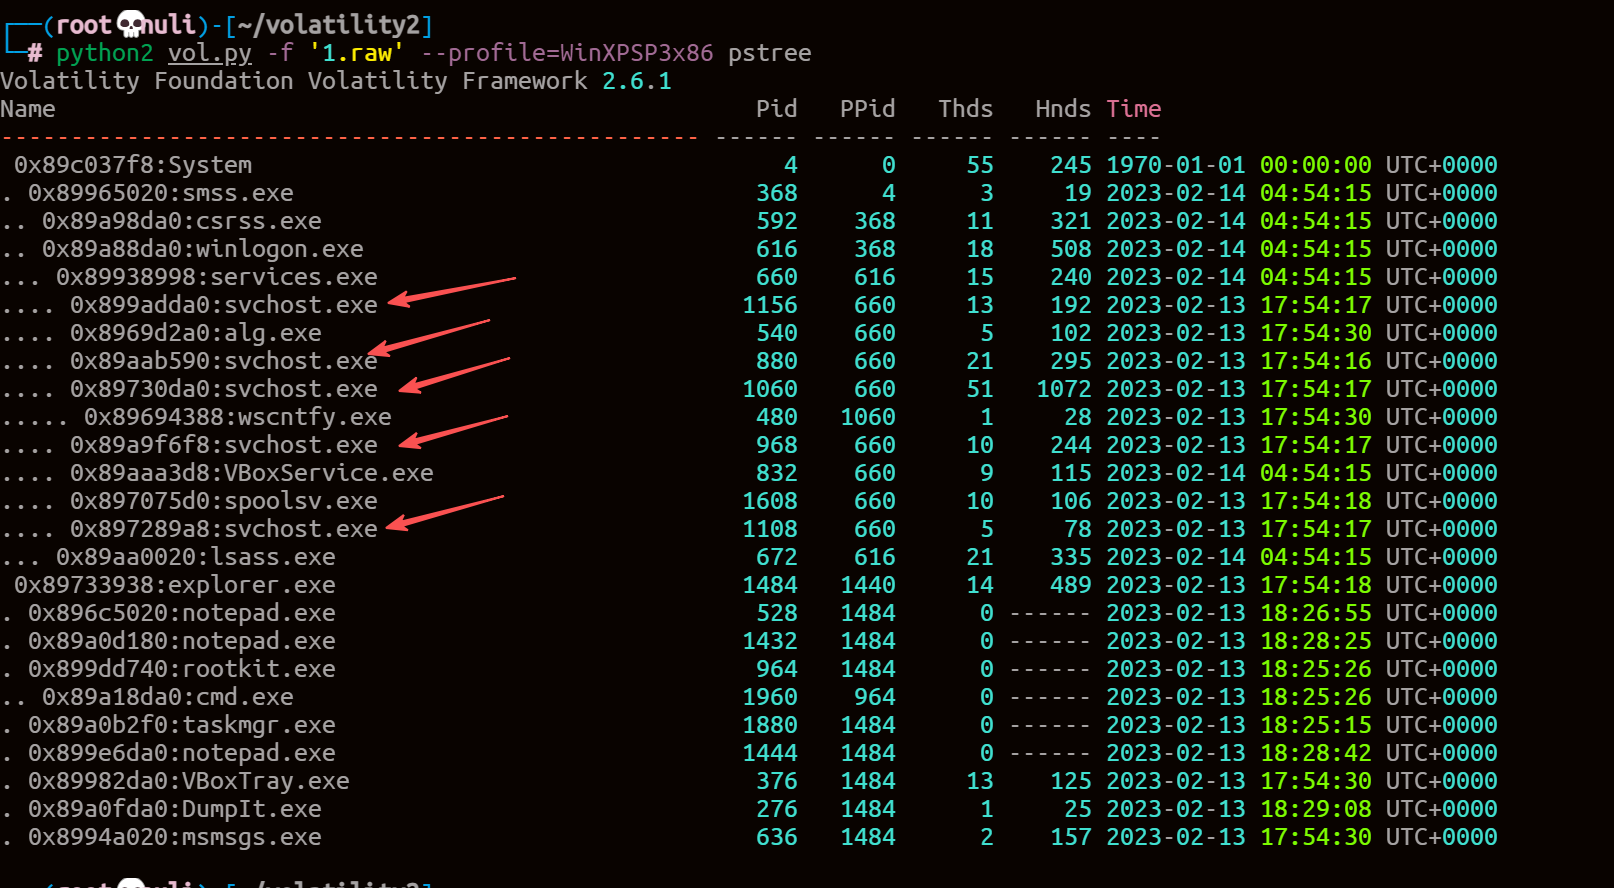 ┌──(root💀nuli)-[~/volatility2]
└─# python2 vol.py -f '1.raw' --profile=WinXPSP3x86 pstree
Volatility Foundation Volatility Framework 2.6.1
Name                                                  Pid   PPid   Thds   Hnds Time
-------------------------------------------------- ------ ------ ------ ------ ----
 0x89c037f8:System                                      4      0     55    245 1970-01-01 00:00:00 UTC+0000
. 0x89965020:smss.exe                                 368      4      3     19 2023-02-14 04:54:15 UTC+0000
.. 0x89a98da0:csrss.exe                               592    368     11    321 2023-02-14 04:54:15 UTC+0000
.. 0x89a88da0:winlogon.exe                            616    368     18    508 2023-02-14 04:54:15 UTC+0000
... 0x89938998:services.exe                           660    616     15    240 2023-02-14 04:54:15 UTC+0000
.... 0x899adda0:svchost.exe                          1156    660     13    192 2023-02-13 17:54:17 UTC+0000
.... 0x8969d2a0:alg.exe                               540    660      5    102 2023-02-13 17:54:30 UTC+0000
.... 0x89aab590:svchost.exe                           880    660     21    295 2023-02-13 17:54:16 UTC+0000
.... 0x89730da0:svchost.exe                          1060    660     51   1072 2023-02-13 17:54:17 UTC+0000
..... 0x89694388:wscntfy.exe                          480   1060      1     28 2023-02-13 17:54:30 UTC+0000
.... 0x89a9f6f8:svchost.exe                           968    660     10    244 2023-02-13 17:54:17 UTC+0000
.... 0x89aaa3d8:VBoxService.exe                       832    660      9    115 2023-02-14 04:54:15 UTC+0000
.... 0x897075d0:spoolsv.exe                          1608    660     10    106 2023-02-13 17:54:18 UTC+0000
.... 0x897289a8:svchost.exe                          1108    660      5     78 2023-02-13 17:54:17 UTC+0000
... 0x89aa0020:lsass.exe                              672    616     21    335 2023-02-14 04:54:15 UTC+0000
 0x89733938:explorer.exe                             1484   1440     14    489 2023-02-13 17:54:18 UTC+0000
. 0x896c5020:notepad.exe                              528   1484      0 ------ 2023-02-13 18:26:55 UTC+0000
. 0x89a0d180:notepad.exe                             1432   1484      0 ------ 2023-02-13 18:28:25 UTC+0000
. 0x899dd740:rootkit.exe                              964   1484      0 ------ 2023-02-13 18:25:26 UTC+0000
.. 0x89a18da0:cmd.exe                                1960    964      0 ------ 2023-02-13 18:25:26 UTC+0000
. 0x89a0b2f0:taskmgr.exe                             1880   1484      0 ------ 2023-02-13 18:25:15 UTC+0000
. 0x899e6da0:notepad.exe                             1444   1484      0 ------ 2023-02-13 18:28:42 UTC+0000
. 0x89982da0:VBoxTray.exe                             376   1484     13    125 2023-02-13 17:54:30 UTC+0000
. 0x89a0fda0:DumpIt.exe                               276   1484      1     25 2023-02-13 18:29:08 UTC+0000
. 0x8994a020:msmsgs.exe                               636   1484      2    157 2023-02-13 17:54:30 UTC+0000
(root💀nuli)-[~/volatility2]